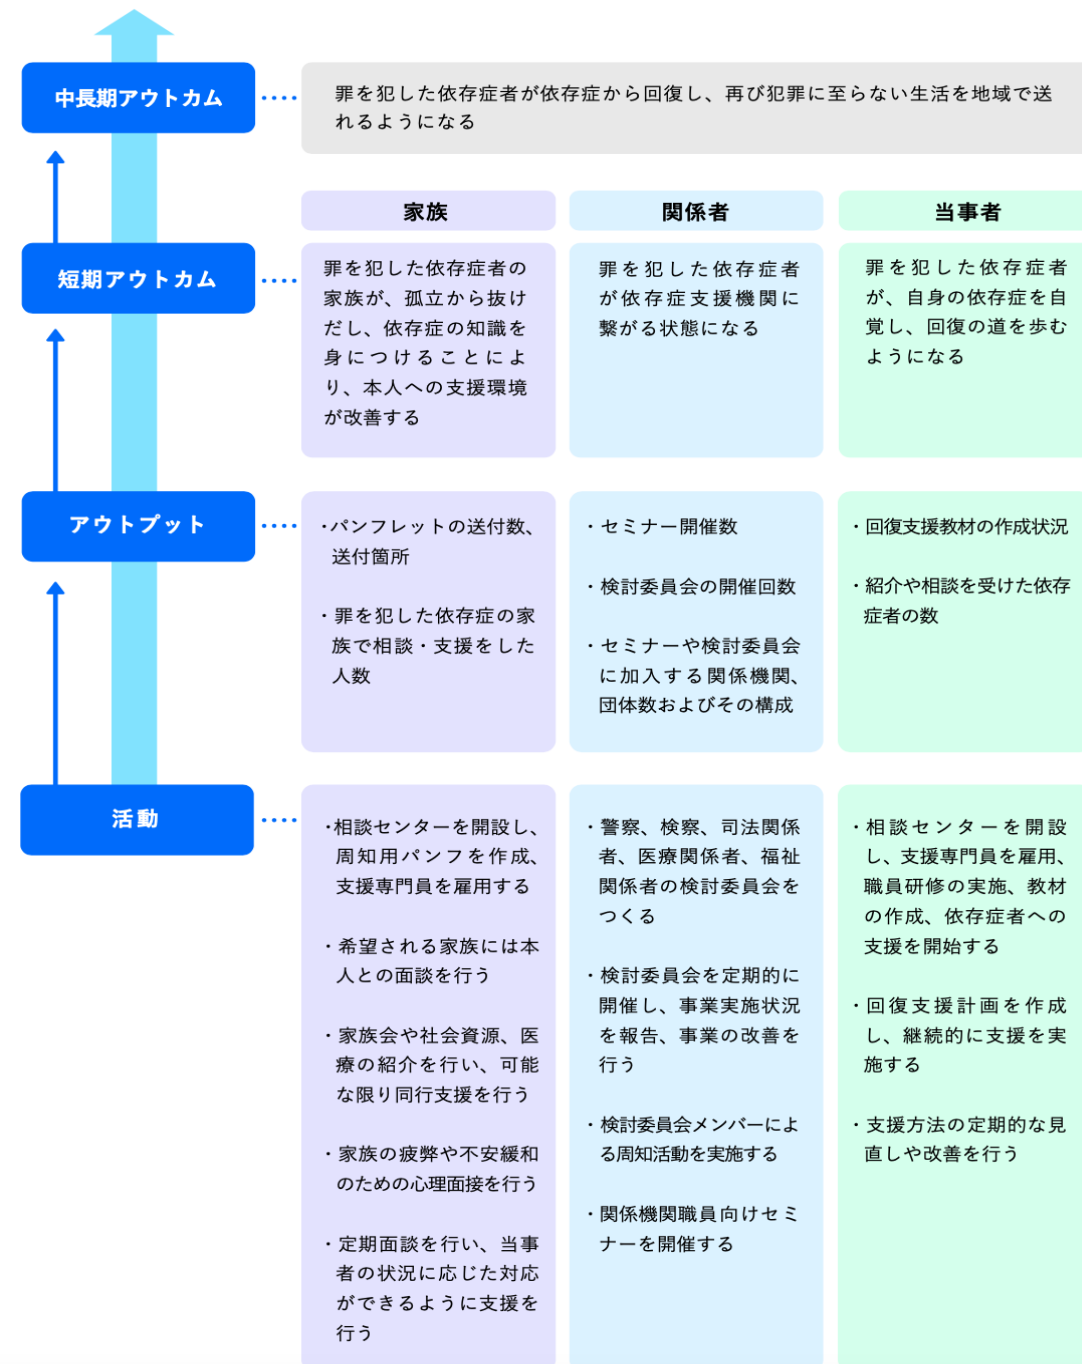 中長期アウトカム
罪を犯した依存症者が依存症から回復し、再び犯罪に至らない生活を地域で送
れるようになる
家族
関係者
当事者
短期アウトカム
罪を犯した依存症者の
家族が、孤立から抜け
だし、依存症の知識を
身につけることによ
り、本人への支援環境
が改善する
罪を犯した依存症者
が依存症支援機関に
繋がる状態になる
罪を犯した依存症者
が、自身の依存症を自
覚し、回復の道を歩む
ようになる
アウトプット
・パンフレットの送付数、
送付箇所
・罪を犯した依存症の家
族で相談・支援をした
人数
・セミナー開催数
・検討委員会の開催回数
・セミナーや検討委員会
に加入する関係機関、
団体数およびその構成
・回復支援教材の作成状況
・紹介や相談を受けた依存
症者の数
活動
・相談センターを開設し、
周知用パンフを作成、
支援専門員を雇用する
・希望される家族には本
人との面談を行う
・家族会や社会資源、医
療の紹介を行い、可能
な限り同行支援を行う
・家族の疲弊や不安緩和
のための心理面接を行う
・定期面談を行い、当事
者の状況に応じた対応
ができるように支援を
行う
・警察、検察、司法関係
者、医療関係者、福祉
関係者の検討委員会を
つくる
・検討委員会を定期的に
開催し、事業実施状況
を報告、事業の改善を
行う
・検討委員会メンバーによ
る周知活動を実施する
・関係機関職員向けセミ
ナーを開催する
・相談センターを開設
し、支援専門員を雇用、
職員研修の実施、教材
の作成、依存症者への
支援を開始する
・回復支援計画を作成
し、継続的に支援を実
施する
・支援方法の定期的な見
直しや改善を行う